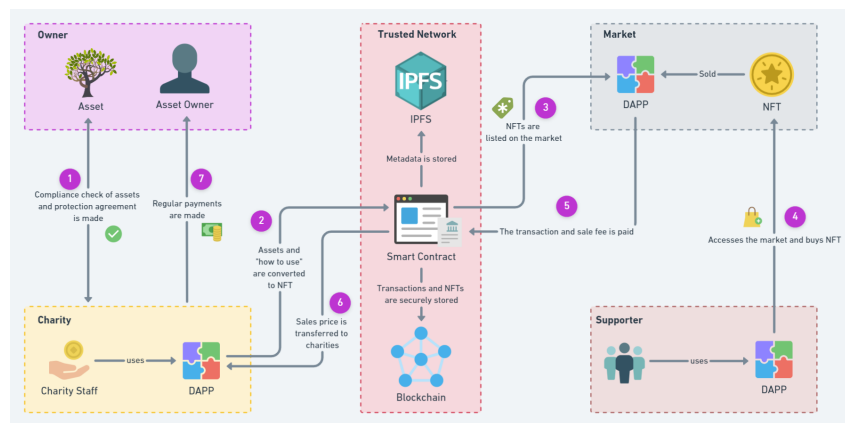 Owner
Trusted Network
Market
IPFS
Asset
Asset Owner
IPFS
DAPP
Sold
NFT
3
NFTs are
listed on the market
Metadata is stored
1
Compliance check of assets
and protection agreement
is made
7
Regular payments
are made
2
Assets and
"how to use"
are converted
to NFT
Smart Contract
5
The transaction and sale fee is paid
4
Accesses the market and buys NFT
Transactions and NFTs
are securely stored
6
Sales price is
transferred to
charities
Charity
uses
Charity Staff
DAPP
Blockchain
Supporter
uses
DAPP